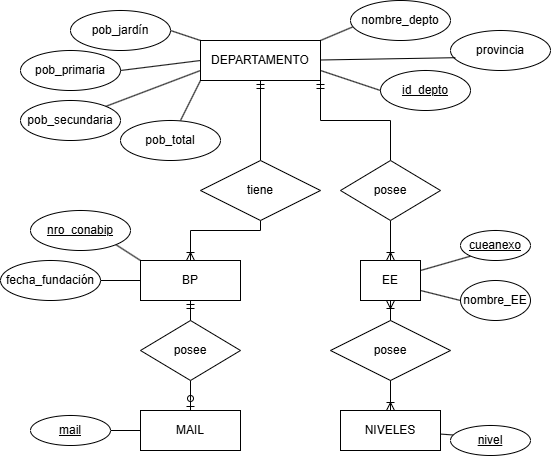 nombre_depto
pob_jardín
provincia
DEPARTAMENTO
pob_primaria
id_depto
pob_secundaria
pob_total
tiene
posee
nro_conabip
cueanexo
fecha_fundación
BP
EE
nombre_EE
posee
posee
mail
MAIL
NIVELES
nivel